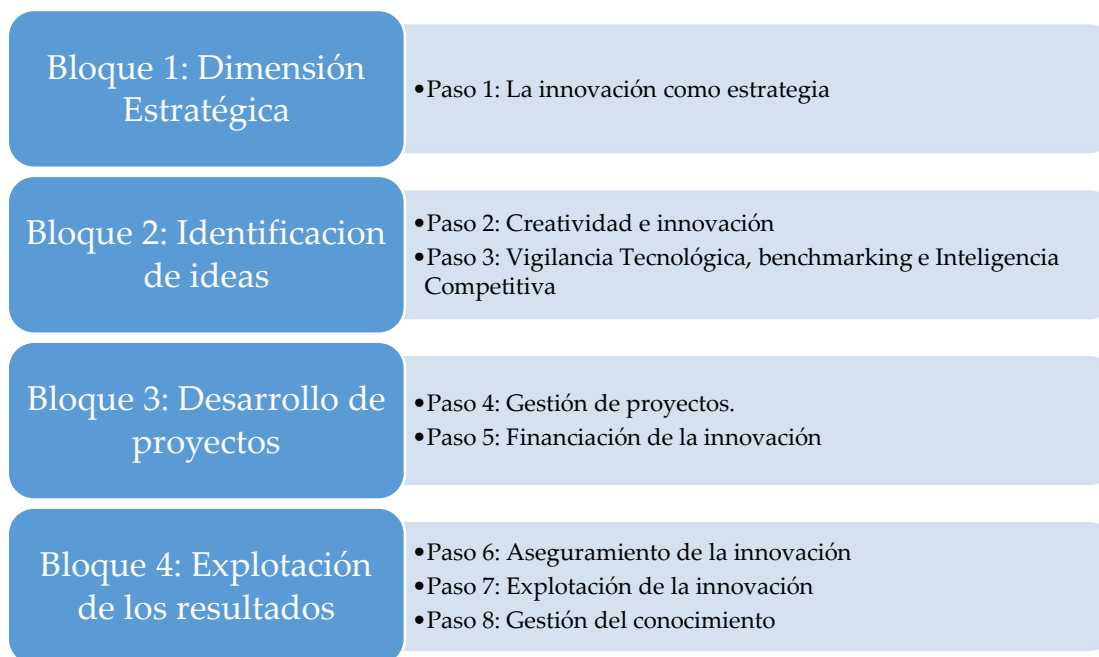 Bloque 1: Dimensión
Estratégica
•Paso 1: La innovación como estrategia
Bloque 2: Identificacion
de ideas
•Paso 2: Creatividad e innovación
•Paso 3: Vigilancia Tecnológica, benchmarking e Inteligencia
Competitiva
Bloque 3: Desarrollo de
proyectos
•Paso 4: Gestión de proyectos.
•Paso 5: Financiación de la innovación
Bloque 4: Explotación
de los resultados
•Paso 6: Aseguramiento de la innovación
•Paso 7: Explotación de la innovación
•Paso 8: Gestión del conocimiento